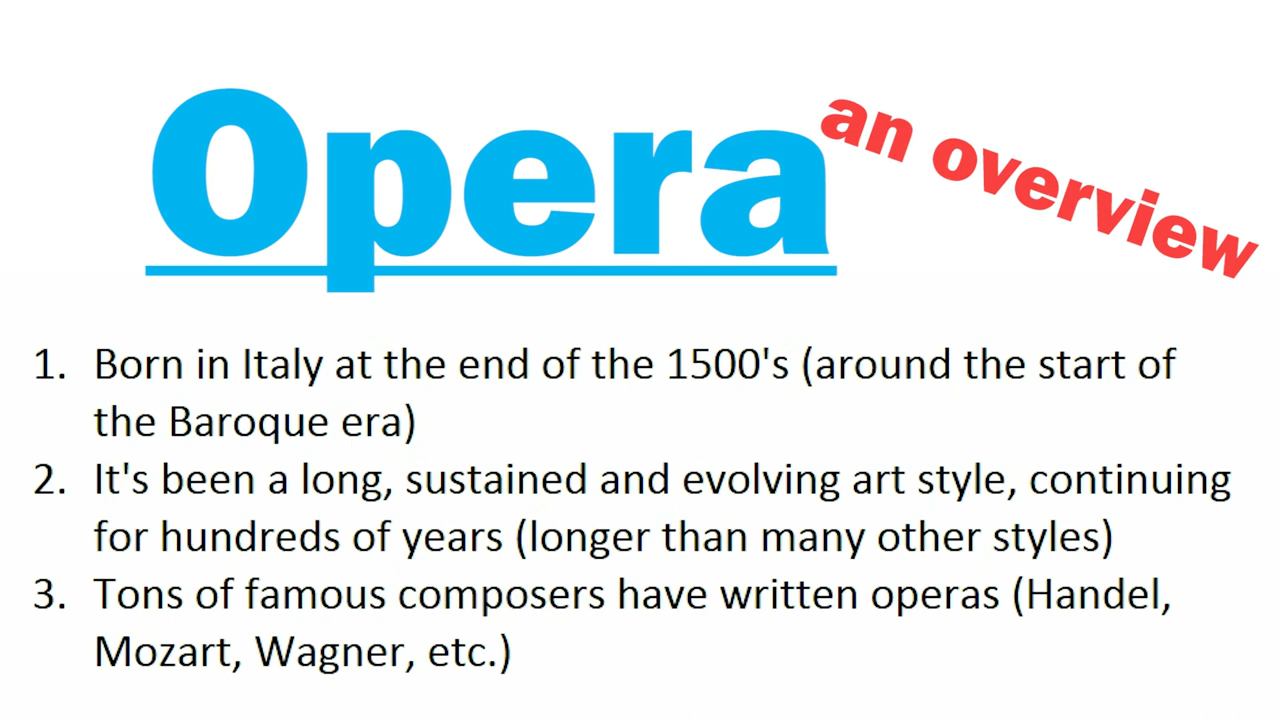 Opera
an overview
1. Born in Italy at the end of the 1500's (around the start of
the Baroque era)
2. It's been a long, sustained and evolving art style, continuing
for hundreds of years (longer than many other styles)
3. Tons of famous composers have written operas (Handel,
Mozart, Wagner, etc.)